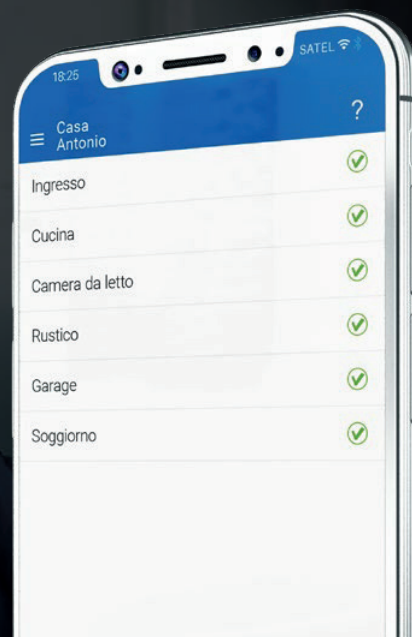 18:25
SATEL
Casa
Antonio
?
Ingresso
Cucina
Camera da letto
Rustico
Garage
Soggiorno